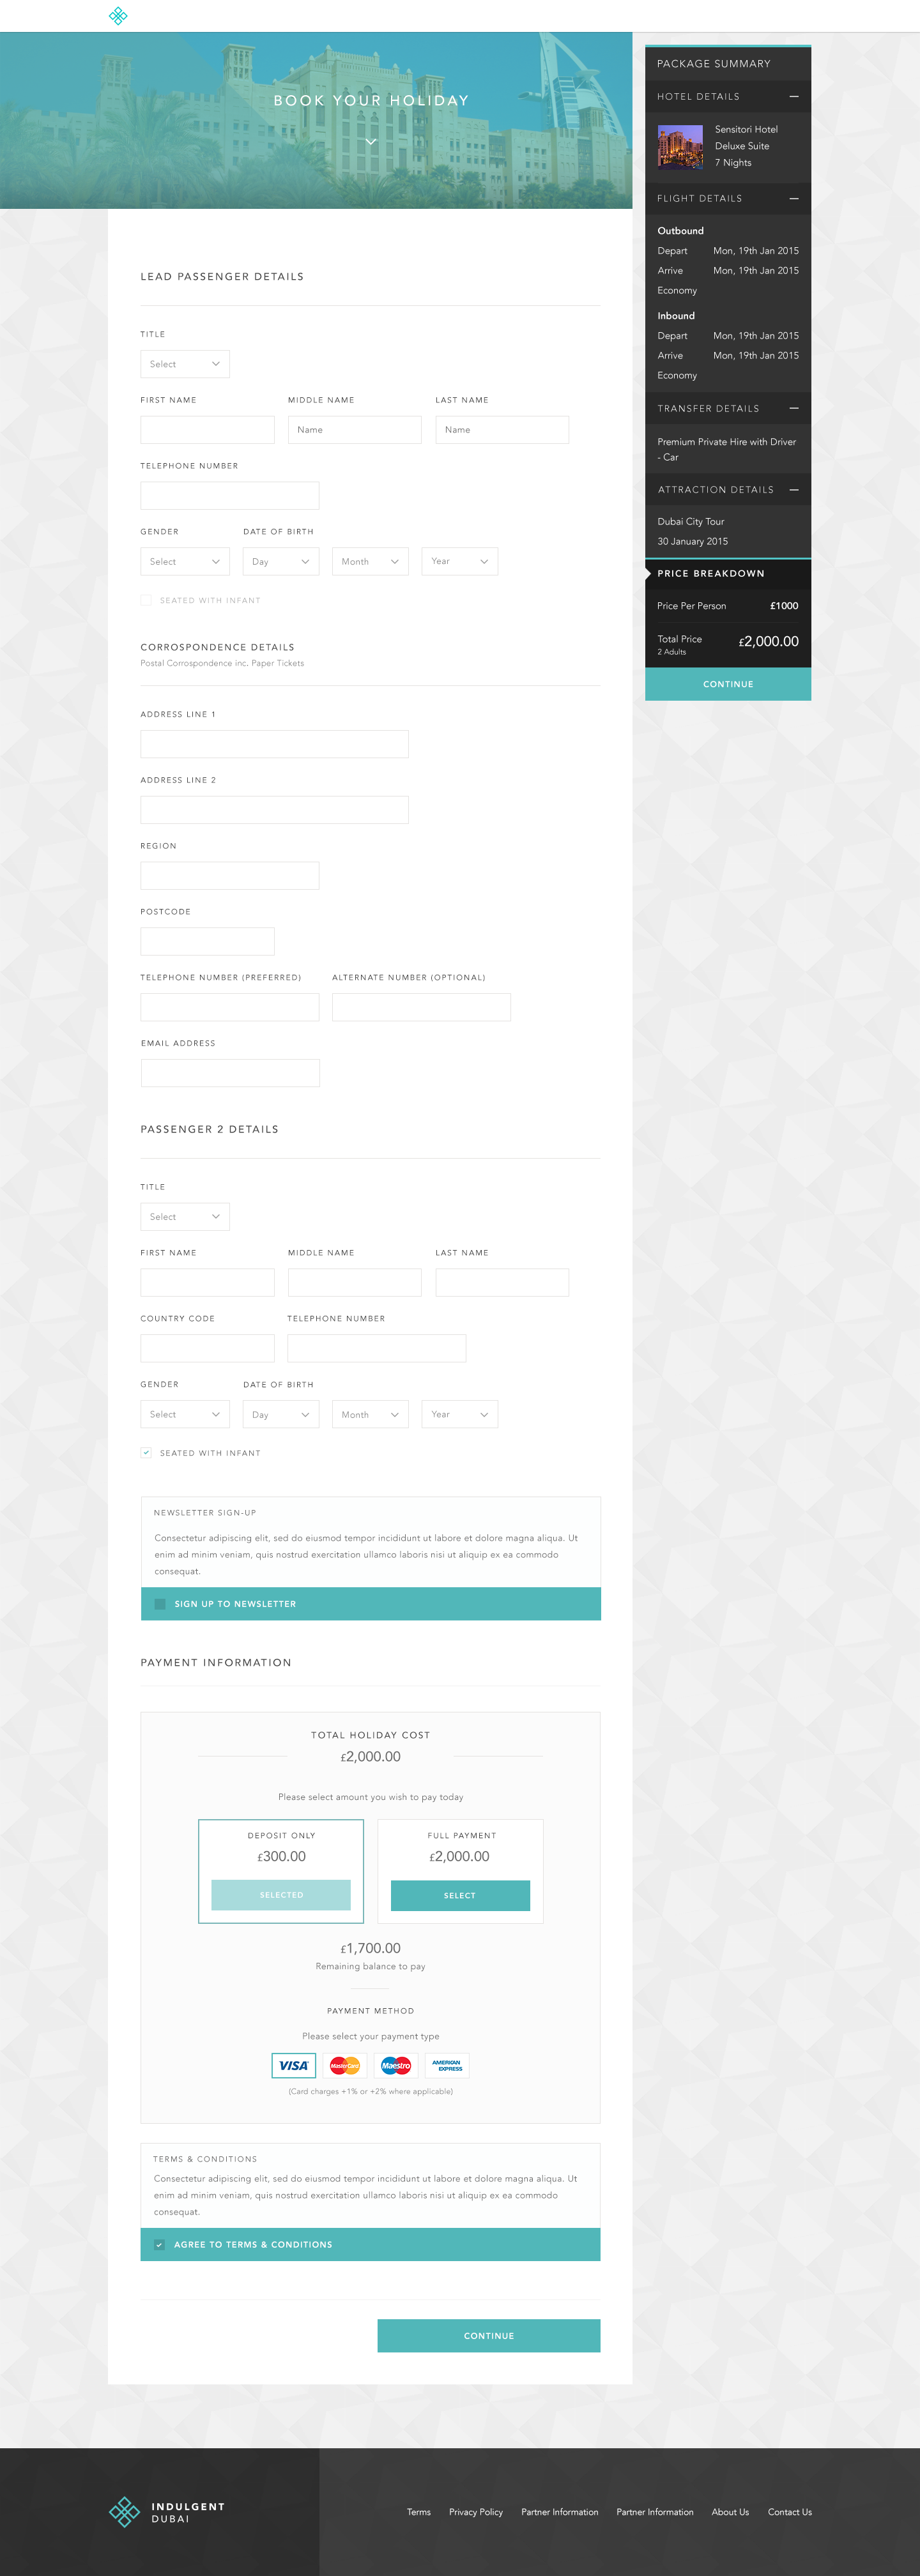 BOOK YOUR HOLIDAY
PACKAGE SUMMARY
HOTEL DETAILS
Sensitori Hotel
Deluxe Suite
7 Nights
FLIGHT DETAILS
Outbound
Depart Mon, 19th Jan 2015
Arrive Mon, 19th Jan 2015
Economy
Inbound
Depart Mon, 19th Jan 2015
Arrive Mon, 19th Jan 2015
Economy
TRANSFER DETAILS
Premium Private Hire with Driver
- Car
ATTRACTION DETAILS
Dubai City Tour
30 January 2015
PRICE BREAKDOWN
Price Per Person £1000
Total Price £2,000.00
2 Adults
CONTINUE
LEAD PASSENGER DETAILS
TITLE
Select
FIRST NAME MIDDLE NAME LAST NAME
Name Name
TELEPHONE NUMBER
GENDER DATE OF BIRTH
Select Day Month Year
SEATED WITH INFANT
CORROSPONDENCE DETAILS
Postal Corrospondence inc. Paper Tickets
ADDRESS LINE 1
ADDRESS LINE 2
REGION
POSTCODE
TELEPHONE NUMBER (PREFERRED) ALTERNATE NUMBER (OPTIONAL)
EMAIL ADDRESS
PASSENGER 2 DETAILS
TITLE
Select
FIRST NAME MIDDLE NAME LAST NAME
COUNTRY CODE TELEPHONE NUMBER
GENDER DATE OF BIRTH
Select Day Month Year
SEATED WITH INFANT
NEWSLETTER SIGN-UP
Consectetur adipiscing elit, sed do eiusmod tempor incididunt ut labore et dolore magna aliqua. Ut
enim ad minim veniam, quis nostrud exercitation ullamco laboris nisi ut aliquip ex ea commodo
consequat.
SIGN UP TO NEWSLETTER
PAYMENT INFORMATION
TOTAL HOLIDAY COST
£2,000.00
Please select amount you wish to pay today
DEPOSIT ONLY FULL PAYMENT
£300.00 £2,000.00
SELECTED SELECT
£1,700.00
Remaining balance to pay
PAYMENT METHOD
Please select your payment type
VISA MasterCard Maestro AMERICAN EXPRESS
(Card charges +1% or +2% where applicable)
TERMS & CONDITIONS
Consectetur adipiscing elit, sed do eiusmod tempor incididunt ut labore et dolore magna aliqua. Ut
enim ad minim veniam, quis nostrud exercitation ullamco laboris nisi ut aliquip ex ea commodo
consequat.
AGREE TO TERMS & CONDITIONS
CONTINUE
INDULGENT
DUBAI
Terms Privacy Policy Partner Information Partner Information About Us Contact Us